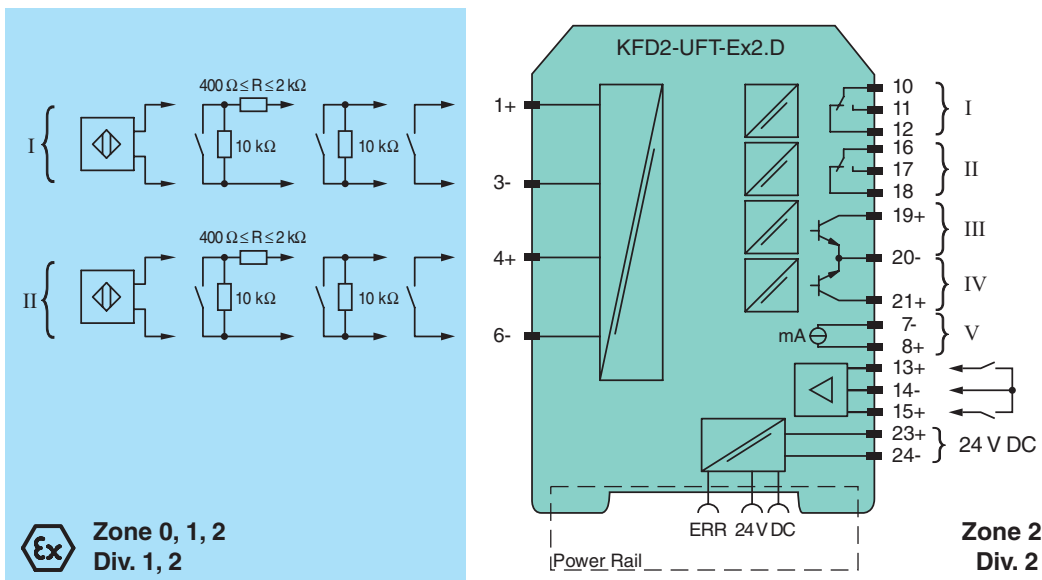 KFD2-UFT-Ex2.D
400 Ω ≤ R ≤ 2 kΩ
I
10 kΩ
10 kΩ
400 Ω ≤ R ≤ 2 kΩ
II
10 kΩ
10 kΩ
1+
3-
4+
6-
10
11
12
I
16
17
18
II
19+
III
20-
IV
21+
mA
7-
8+
V
13+
14-
15+
23+
24-
24 V DC
ERR 24 V DC
Power Rail
Ex
Zone 0, 1, 2
Div. 1, 2
Zone 2
Div. 2